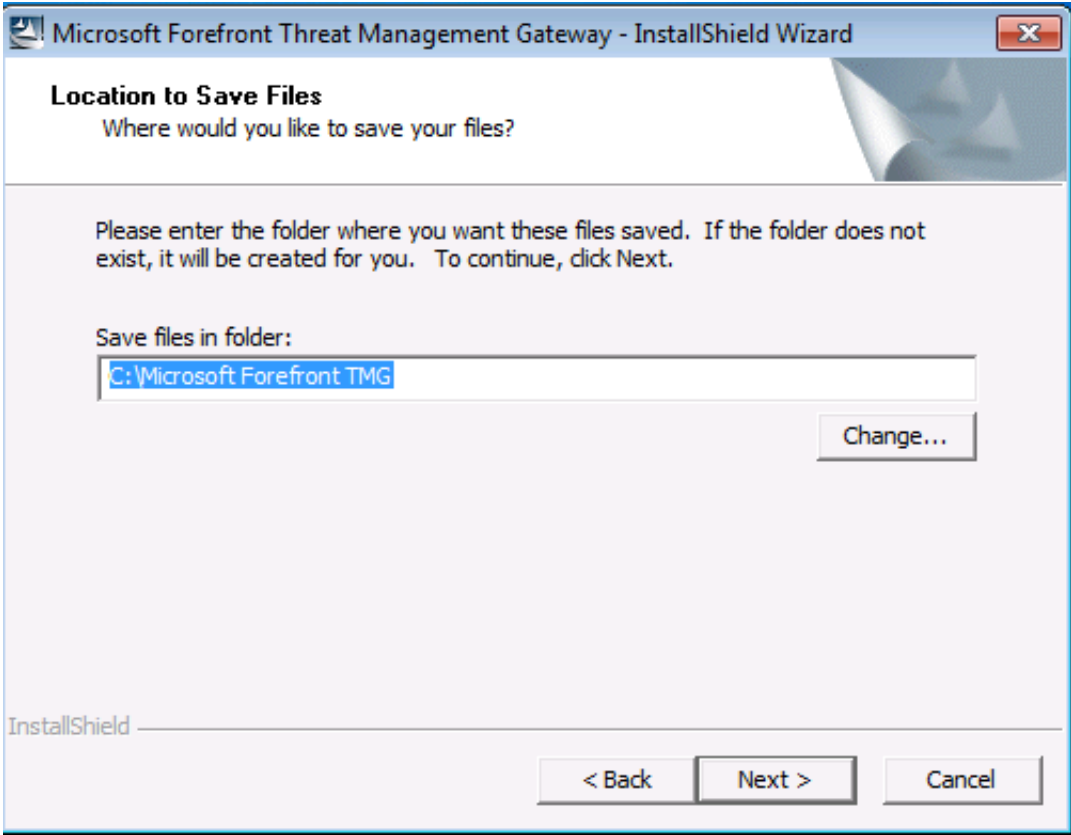 Microsoft Forefront Threat Management Gateway - InstallShield Wizard
Location to Save Files
Where would you like to save your files?
Please enter the folder where you want these files saved.  If the folder does not
exist, it will be created for you.   To continue, click Next.
Save files in folder:
C:\Microsoft Forefront TMG
Change...
InstallShield
< Back
Next >
Cancel